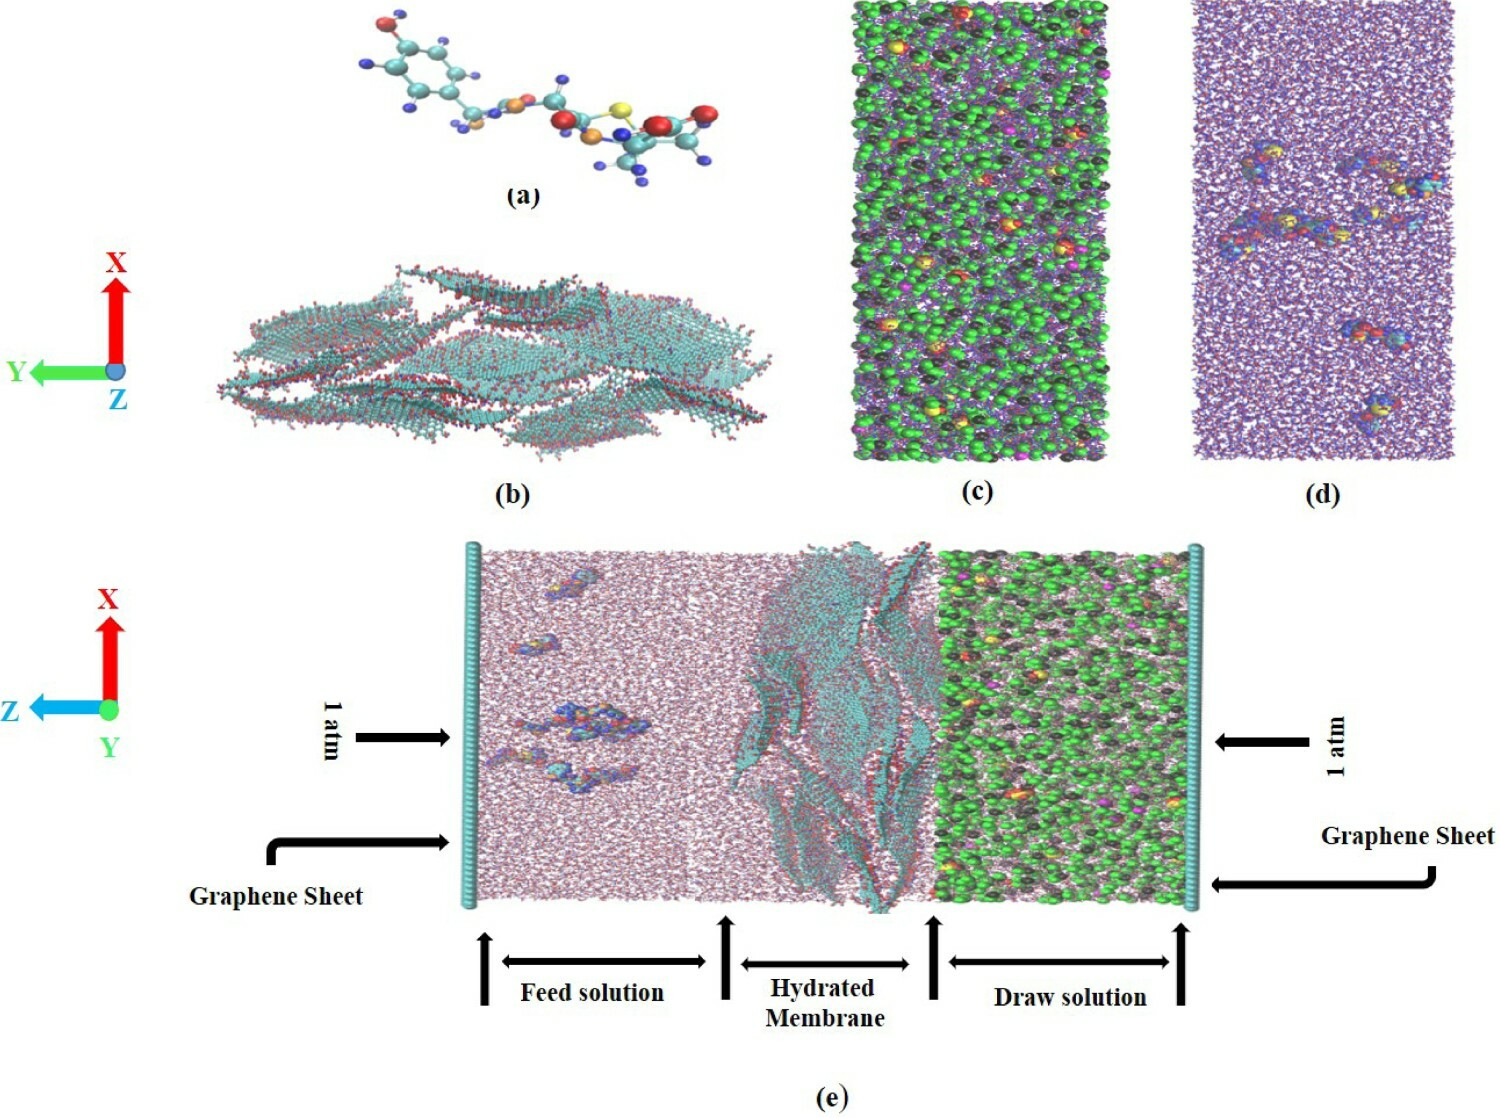 (a)
X
Y
Z
(b)
(c)
(d)
X
Z
Y
1 atm
1 atm
Graphene Sheet
Graphene Sheet
Feed solution
Hydrated
Membrane
Draw solution
(e)